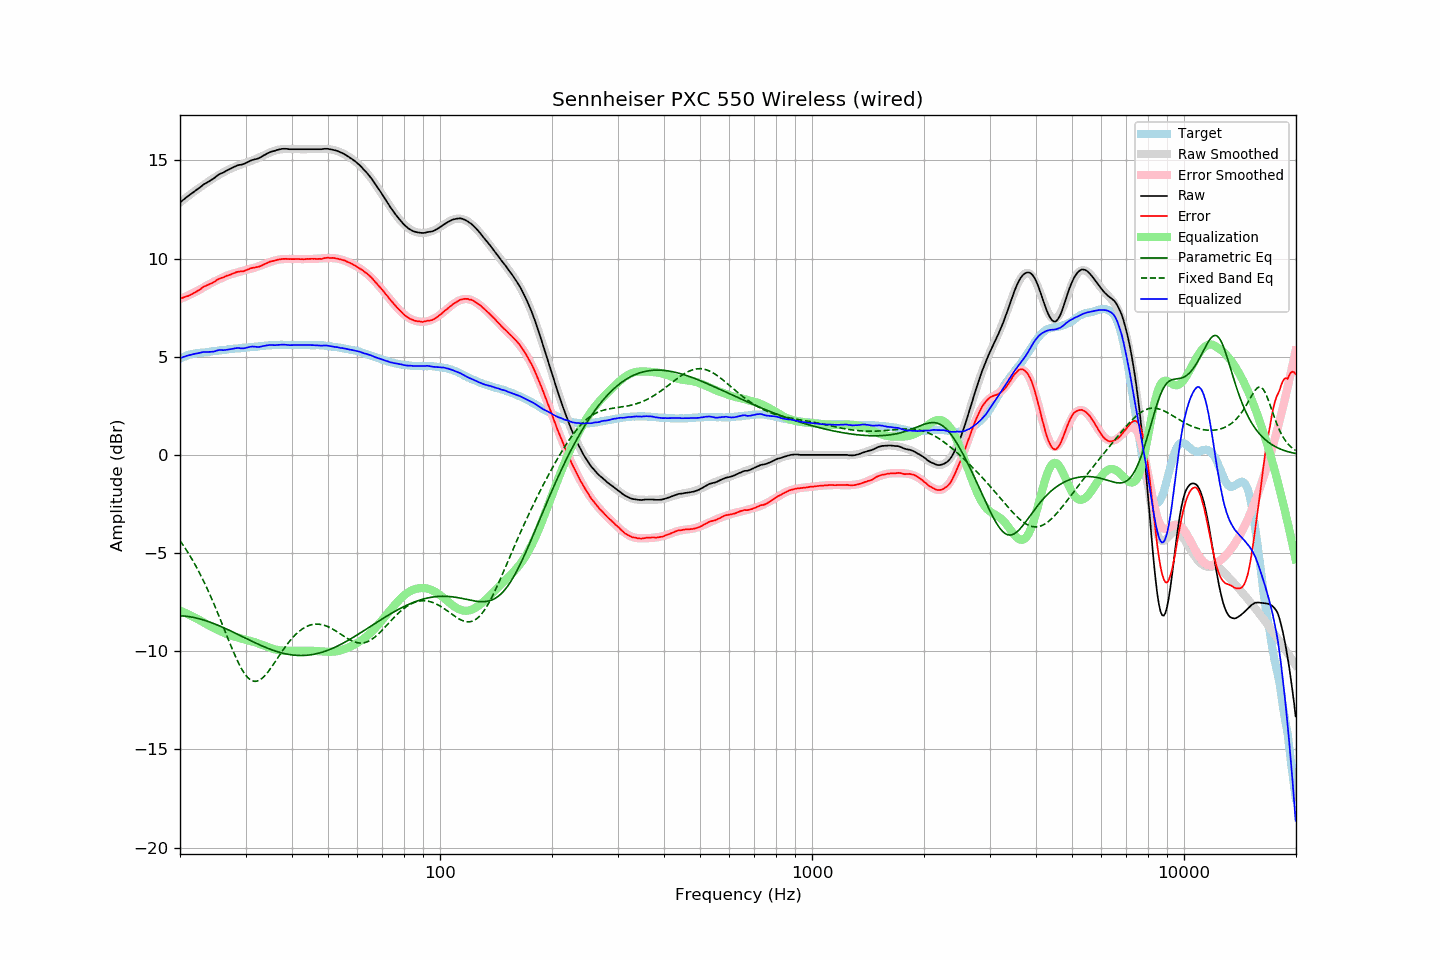 Sennheiser PXC 550 Wireless (wired)
Amplitude (dBr)
15
10
5
0
−5
−10
−15
−20
Target
Raw Smoothed
Error Smoothed
Raw
Error
Equalization
Parametric Eq
Fixed Band Eq
Equalized
100
1000
10000
Frequency (Hz)